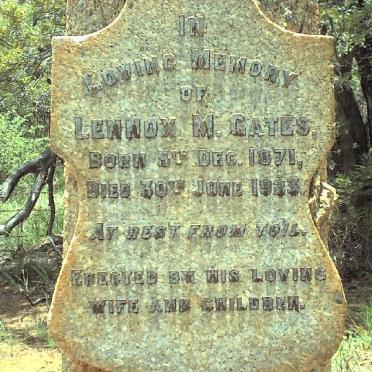 IN
LOVING MEMORY
OF
LENNOX M. GATES,
BORN 8TH DEC. 1871,
DIED 30TH JUNE 1933.
AT REST FROM TOIL.
ERECTED BY HIS LOVING
WIFE AND CHILDREN.